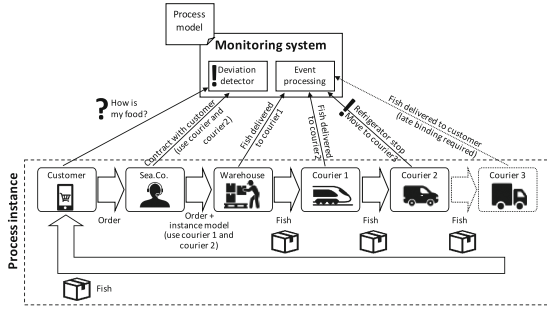 Process
model
Monitoring system
! Deviation
detector
Event
processing
? How is
my food?
Contract with customer
(use courier and
courier2)
Fish delivered
to courier1
Fish delivered
to courier2
! Refrigerator stop
Move to courier3
Fish delivered to customer
(late binding required)
Process instance
Customer
Sea.Co.
Warehouse
Courier 1
Courier 2
Courier 3
Order
Order +
instance model
(use courier 1 and
courier 2)
Fish
Fish
Fish
Fish